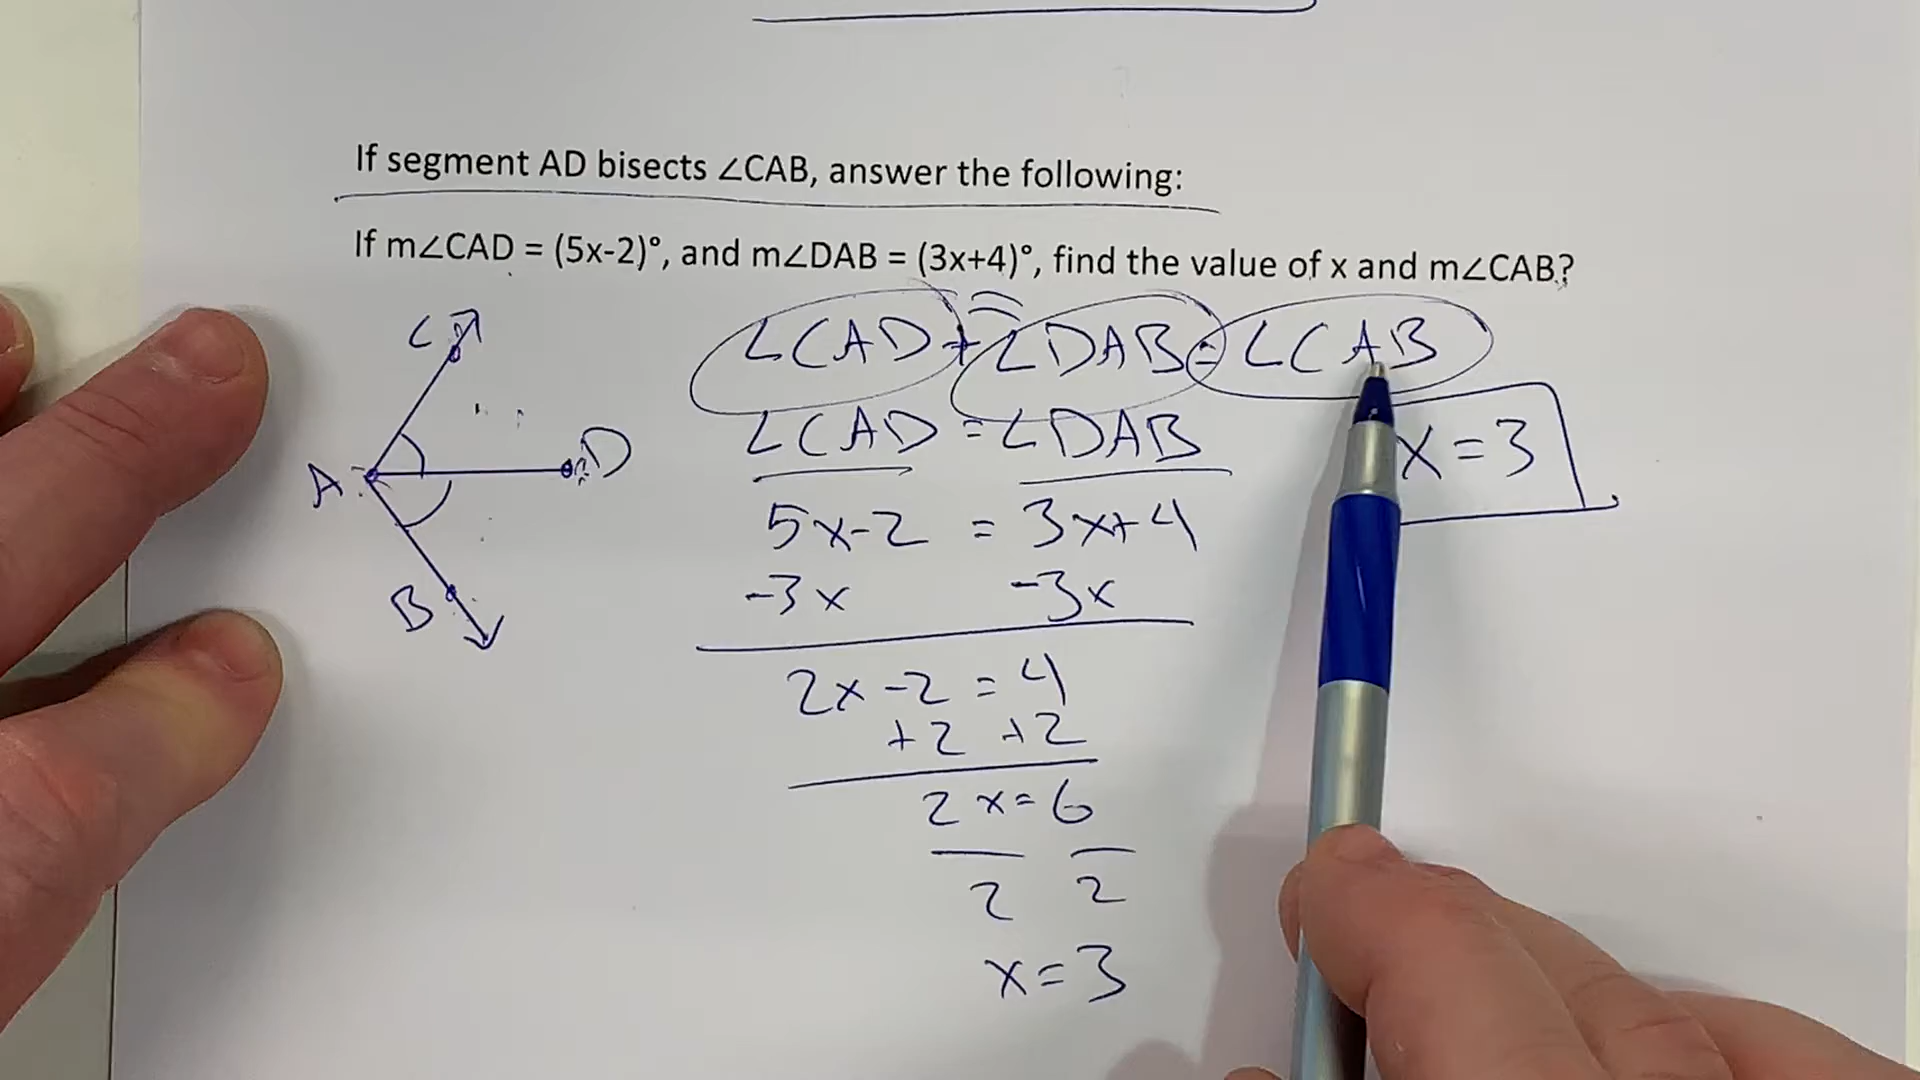 If segment AD bisects ∠CAB, answer the following:
If m∠CAD = (5x-2)°, and m∠DAB = (3x+4)°, find the value of x and m∠CAB?
∠CAD + ∠DAB = ∠CAB
∠CAD = ∠DAB
x = 3
5x-2 = 3x+4
-3x -3x
2x-2 = 4
+2 +2
2x = 6
2 2
x = 3
C
D
A
B